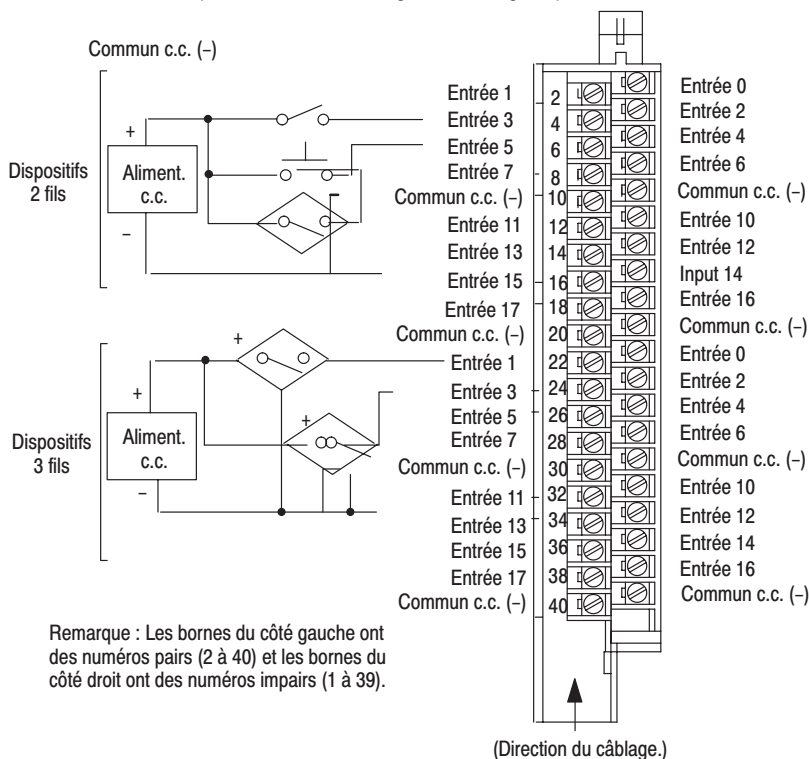 Commun c.c. (–)
Dispositifs
2 fils
+
Aliment.
c.c.
–
Dispositifs
3 fils
+
Aliment.
c.c.
–
+
+
Entrée 1
Entrée 3
Entrée 5
Entrée 7
Commun c.c. (–)
Entrée 11
Entrée 13
Entrée 15
Entrée 17
Commun c.c. (–)
Entrée 1
Entrée 3
Entrée 5
Entrée 7
Commun c.c. (–)
Entrée 11
Entrée 13
Entrée 15
Entrée 17
Commun c.c. (–)
2
4
6
8
10
12
14
16
18
20
22
24
26
28
30
32
34
36
38
40
Entrée 0
Entrée 2
Entrée 4
Entrée 6
Commun c.c. (–)
Entrée 10
Entrée 12
Input 14
Entrée 16
Commun c.c. (–)
Entrée 0
Entrée 2
Entrée 4
Entrée 6
Commun c.c. (–)
Entrée 10
Entrée 12
Entrée 14
Entrée 16
Commun c.c. (–)
Remarque : Les bornes du côté gauche ont
des numéros pairs (2 à 40) et les bornes du
côté droit ont des numéros impairs (1 à 39).
(Direction du câblage.)